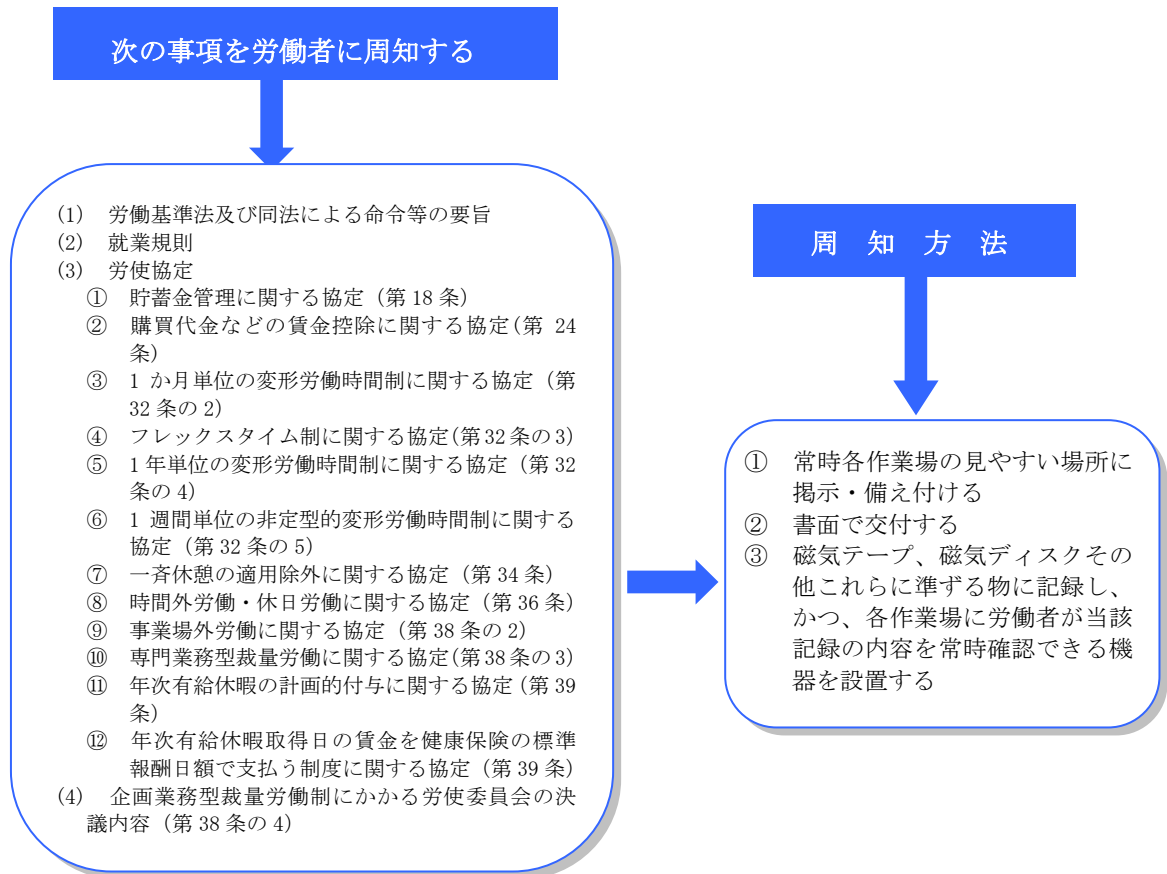 次の事項を労働者に周知する
(1) 労働基準法及び同法による命令等の要旨
(2) 就業規則
(3) 労使協定
① 貯蓄金管理に関する協定（第 18 条）
② 購買代金などの賃金控除に関する協定(第 24
条)
③ 1 か月単位の変形労働時間制に関する協定（第
32 条の 2）
④ フレックスタイム制に関する協定(第 32 条の 3)
⑤ 1 年単位の変形労働時間制に関する協定（第 32
条の 4）
⑥ 1 週間単位の非定型的変形労働時間制に関する
協定（第 32 条の 5）
⑦ 一斉休憩の適用除外に関する協定（第 34 条）
⑧ 時間外労働・休日労働に関する協定（第 36 条）
⑨ 事業場外労働に関する協定（第 38 条の 2）
⑩ 専門業務型裁量労働に関する協定(第 38 条の 3)
⑪ 年次有給休暇の計画的付与に関する協定（第 39
条）
⑫ 年次有給休暇取得日の賃金を健康保険の標準
報酬日額で支払う制度に関する協定（第 39 条）
(4) 企画業務型裁量労働制にかかる労使委員会の決
議内容（第 38 条の 4）
周 知 方 法
① 常時各作業場の見やすい場所に
掲示・備え付ける
② 書面で交付する
③ 磁気テープ、磁気ディスクその
他これらに準ずる物に記録し、
かつ、各作業場に労働者が当該
記録の内容を常時確認できる機
器を設置する